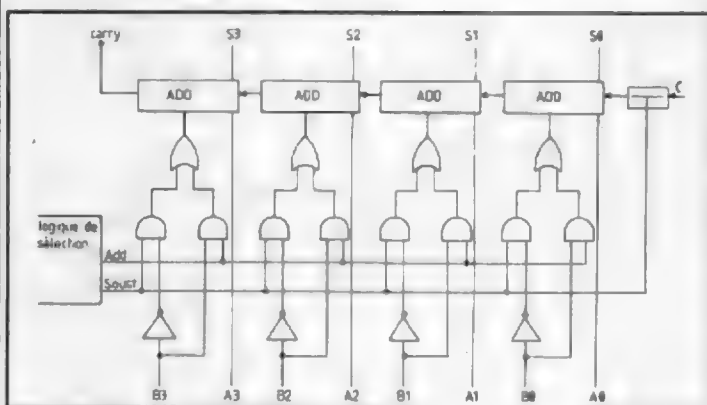 carry S3 S2 S1 S0
ADD ADD ADD ADD C
logique de
sélection
Add
Soust
B3 A3 B2 A2 B1 A1 B0 A0